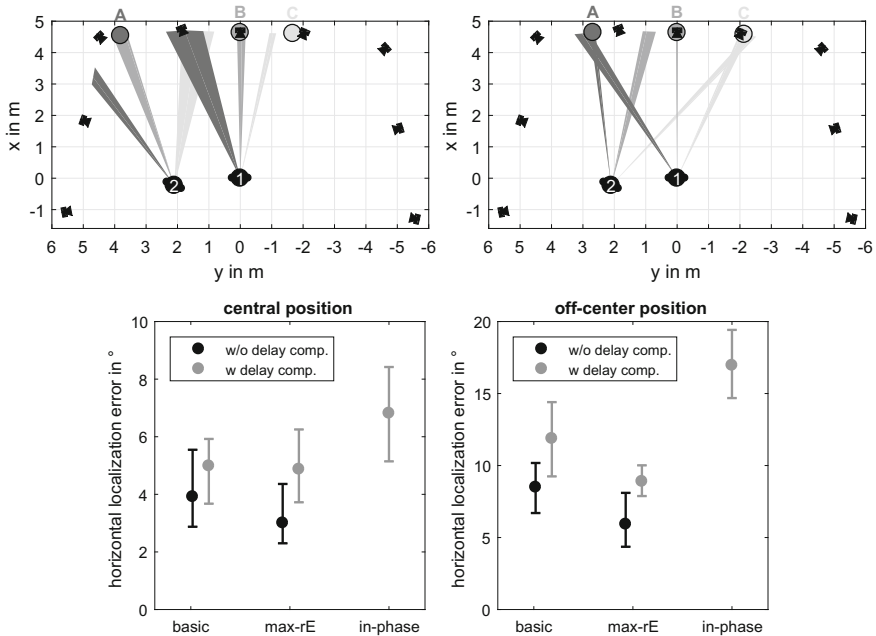 A B C
5
4
3
2
1
0
-1
x in m
2 1
6 5 4 3 2 1 0 -1 -2 -3 -4 -5 -6
y in m
A B C
5
4
3
2
1
0
-1
x in m
2 1
6 5 4 3 2 1 0 -1 -2 -3 -4 -5 -6
y in m
central position
10
8
6
4
2
0
horizontal localization error in °
w/o delay comp.
w delay comp.
basic max-rE in-phase
off-center position
20
15
10
5
0
horizontal localization error in °
w/o delay comp.
w delay comp.
basic max-rE in-phase